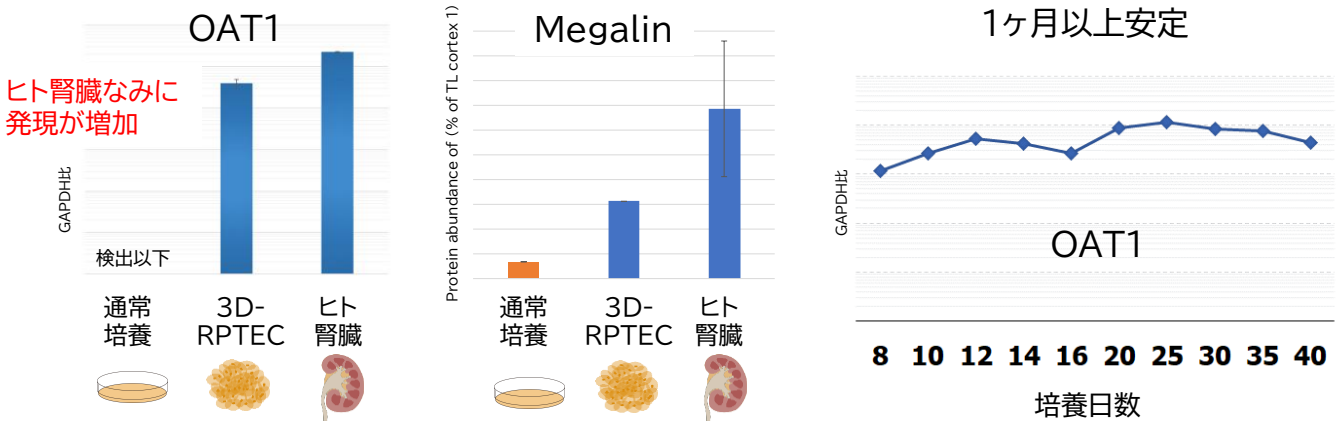 OAT1
ヒト腎臓なみに
発現が増加
GAPDH比
検出以下
通常
培養
3D-
RPTEC
ヒト
腎臓
Megalin
Protein abundance of (% of TL cortex 1)
通常
培養
3D-
RPTEC
ヒト
腎臓
1ヶ月以上安定
GAPDH比
OAT1
8 10 12 14 16 20 25 30 35 40
培養日数